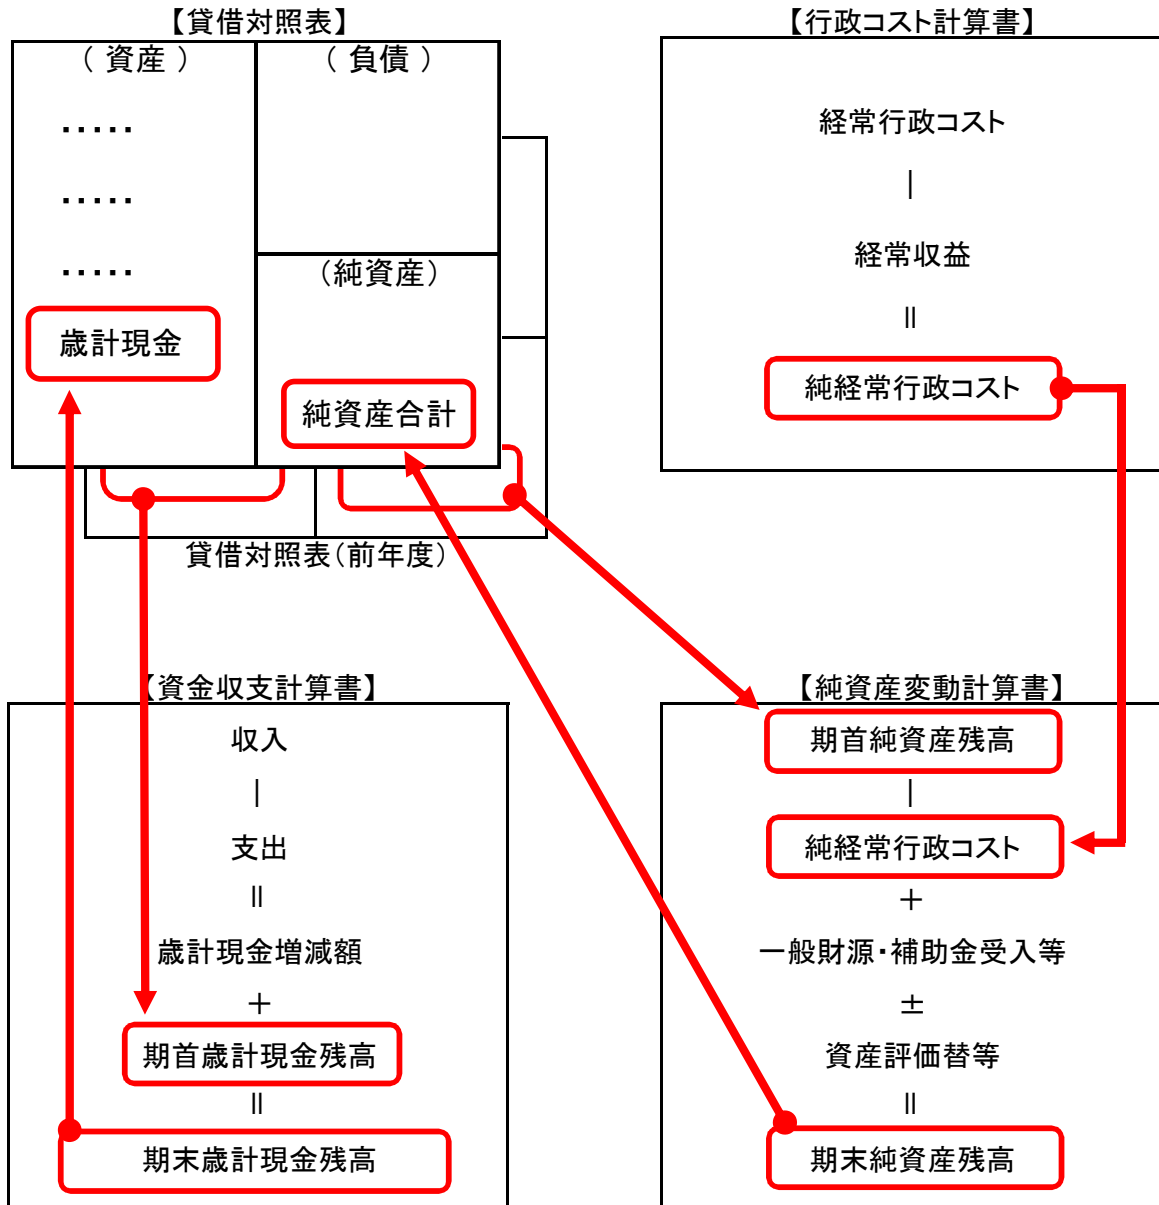 【貸借対照表】
（ 資産 ）
・・・・・
・・・・・
・・・・・
歳計現金
（ 負債 ）
（純資産）
純資産合計
貸借対照表（前年度）
【行政コスト計算書】
経常行政コスト
｜
経常収益
॥
純経常行政コスト
【資金収支計算書】
収入
｜
支出
॥
歳計現金増減額
＋
期首歳計現金残高
॥
期末歳計現金残高
【純資産変動計算書】
期首純資産残高
｜
純経常行政コスト
＋
一般財源・補助金受入等
±
資産評価替等
॥
期末純資産残高